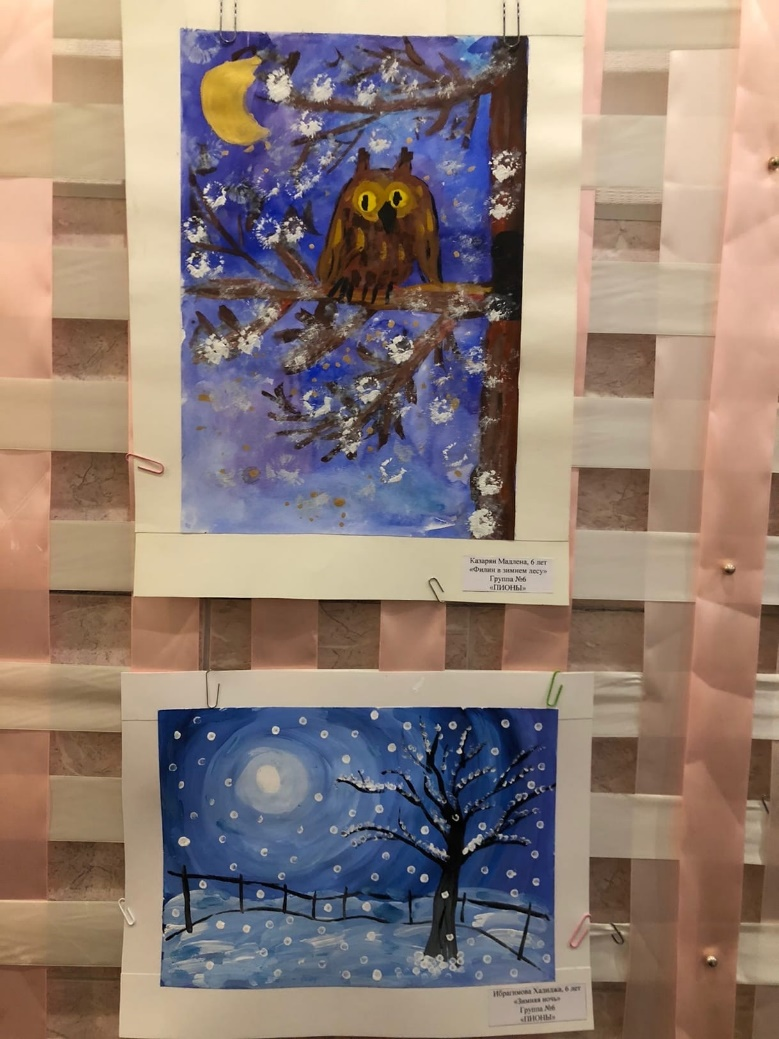 Казарян Мадлена, 6 лет
«Филин в зимнем лесу»
Группа №6
«ПИОНЫ»
Ибрагимова Хадиджа, 6 лет
«Зимняя ночь»
Группа №6
«ПИОНЫ»